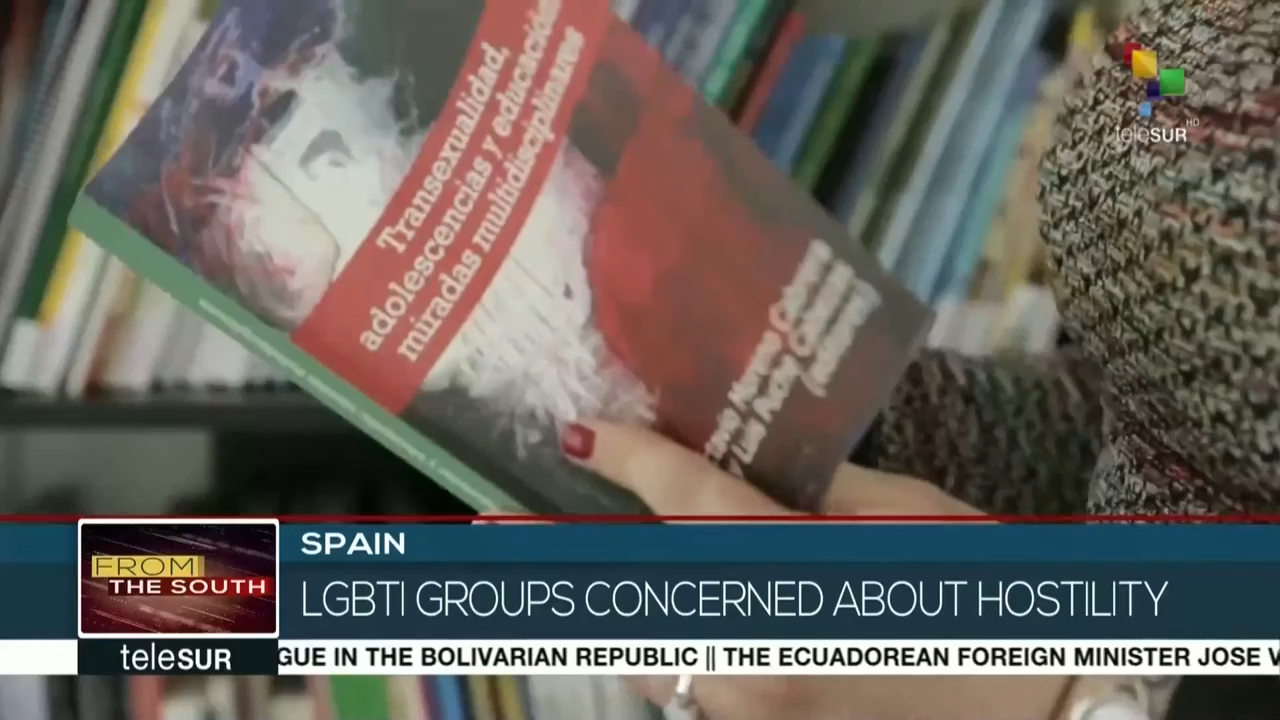 Transexualidad,
adolescencias y educación
miradas multidisciplinares
teleSUR HD
SPAIN
FROM
THE SOUTH
LGBTI GROUPS CONCERNED ABOUT HOSTILITY
teleSUR
GUE IN THE BOLIVARIAN REPUBLIC || THE ECUADOREAN FOREIGN MINISTER JOSE V